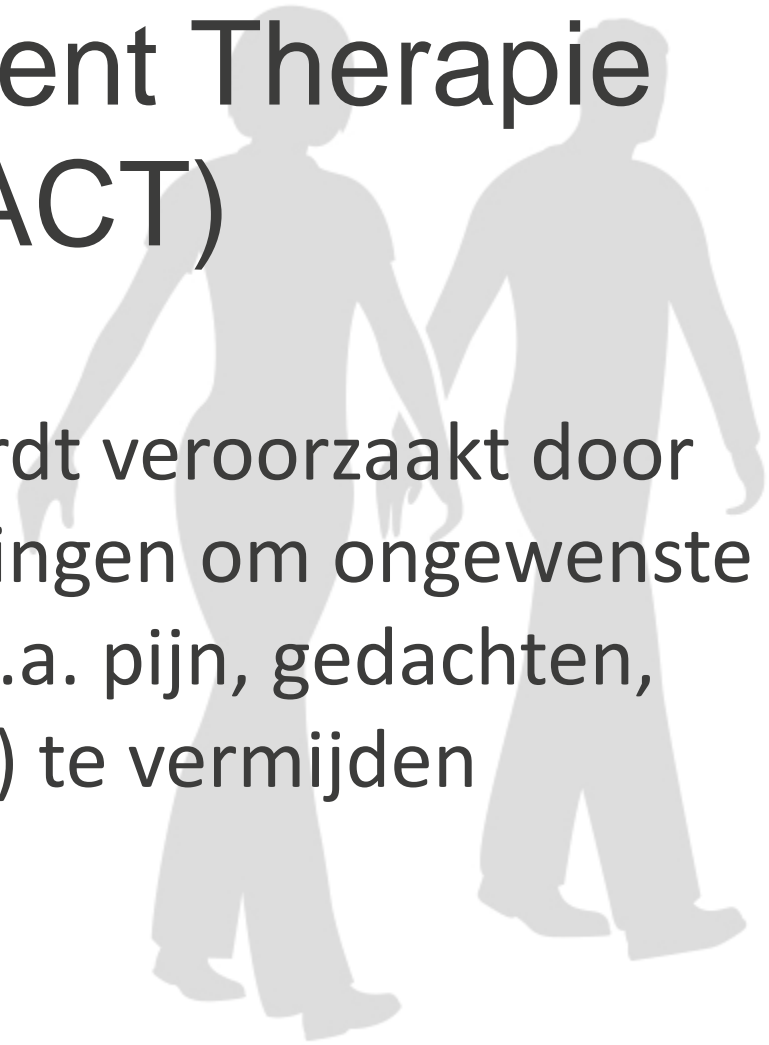 ent Therapie
ACT)
rdt veroorzaakt door
ingen om ongewenste
.a. pijn, gedachten,
) te vermijden